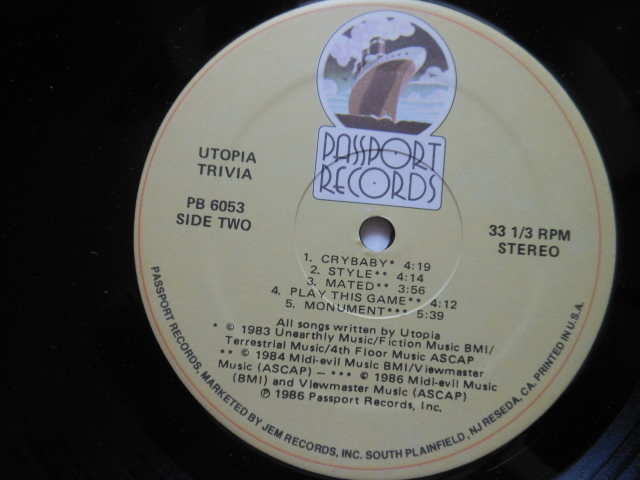 PASSPORT
RECORDS
UTOPIA
TRIVIA
PB 6053
SIDE TWO
33 1/3 RPM
STEREO
1. CRYBABY* 4:19
2. STYLE** 4:14
3. MATED** 3:56
4. PLAY THIS GAME** 4:12
5. MONUMENT*** 5:39
All songs written by Utopia
* © 1983 Unearthly Music/Fiction Music BMI/
Terrestrial Music/4th Floor Music ASCAP
** © 1984 Midi-evil Music BMI/Viewmaster
Music (ASCAP) — *** © 1986 Midi-evil Music
(BMI) and Viewmaster Music (ASCAP)
℗ 1986 Passport Records, Inc.
PASSPORT RECORDS, MARKETED BY JEM RECORDS, INC. SOUTH PLAINFIELD, NJ RESEDA, CA. PRINTED IN U.S.A.